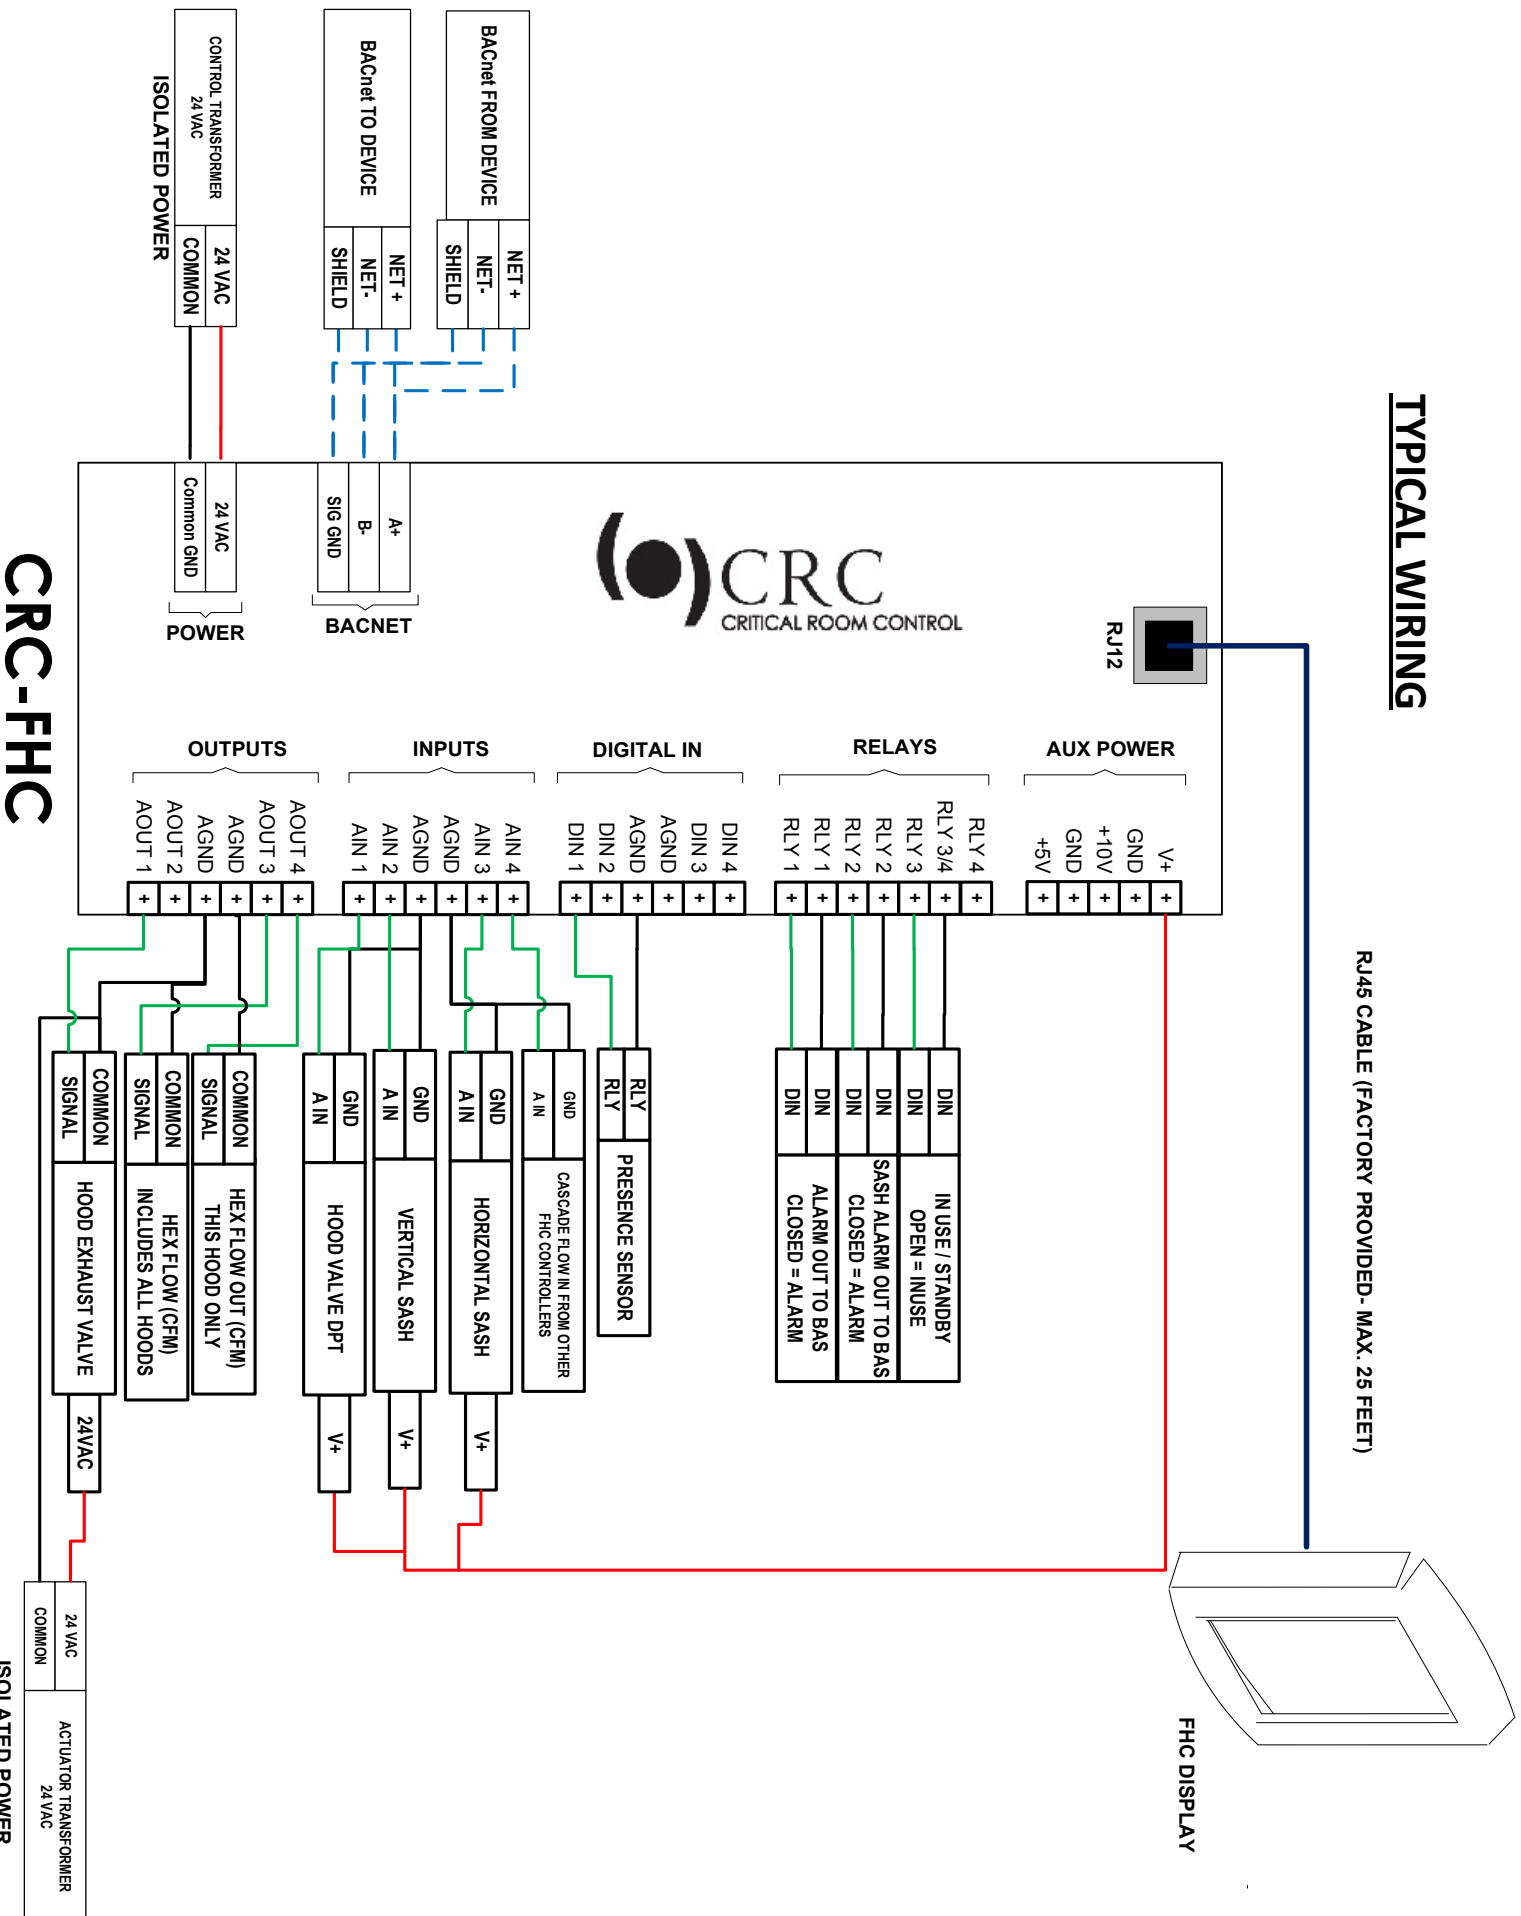 TYPICAL WIRING
RJ45 CABLE (FACTORY PROVIDED- MAX. 25 FEET)
FHC DISPLAY
RJ12
CRC
CRITICAL ROOM CONTROL
BACnet FROM DEVICE
NET +
NET-
SHIELD
BACnet TO DEVICE
NET +
NET-
SHIELD
CONTROL TRANSFORMER
24 VAC
24 VAC
COMMON
ISOLATED POWER
A+
B-
SIG GND
BACNET
24 VAC
Common GND
POWER
AUX POWER
V+
GND
+10V
GND
+5V
+
+
+
+
+
RELAYS
RLY 4
RLY 3/4
RLY 3
RLY 2
RLY 2
RLY 1
RLY 1
+
+
+
+
+
+
+
DIGITAL IN
DIN 4
DIN 3
AGND
AGND
DIN 2
DIN 1
+
+
+
+
+
+
INPUTS
AIN 4
AIN 3
AGND
AGND
AIN 2
AIN 1
+
+
+
+
+
+
OUTPUTS
AOUT 4
AOUT 3
AGND
AGND
AOUT 2
AOUT 1
+
+
+
+
+
+
DIN
DIN
IN USE / STANDBY
OPEN = INUSE
DIN
DIN
SASH ALARM OUT TO BAS
CLOSED = ALARM
DIN
DIN
ALARM OUT TO BAS
CLOSED = ALARM
RLY
RLY
PRESENCE SENSOR
GND
A IN
CASCADE FLOW IN FROM OTHER
FHC CONTROLLERS
GND
A IN
HORIZONTAL SASH
V+
GND
A IN
VERTICAL SASH
V+
GND
A IN
HOOD VALVE DPT
V+
COMMON
SIGNAL
HEX FLOW OUT (CFM)
THIS HOOD ONLY
COMMON
SIGNAL
HEX FLOW (CFM)
INCLUDES ALL HOODS
COMMON
SIGNAL
HOOD EXHAUST VALVE
24VAC
24 VAC
COMMON
ACTUATOR TRANSFORMER
24 VAC
ISOLATED POWER
CRC-FHC